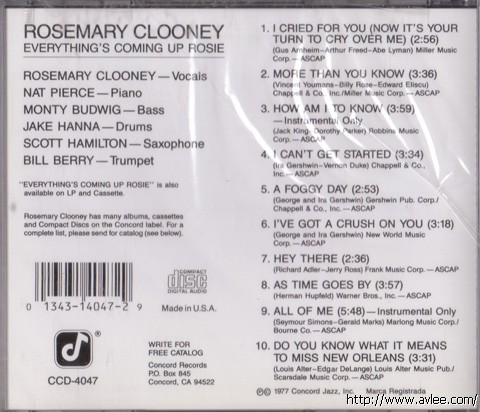 ROSEMARY CLOONEY
EVERYTHING'S COMING UP ROSIE
ROSEMARY CLOONEY—Vocals
NAT PIERCE—Piano
MONTY BUDWIG—Bass
JAKE HANNA—Drums
SCOTT HAMILTON—Saxophone
BILL BERRY—Trumpet
"EVERYTHING'S COMING UP ROSIE" is also
available on LP and Cassette.
Rosemary Clooney has many albums, cassettes
and Compact Discs on the Concord label. For a
complete list, please send for catalog (see below).
0 1343-14047-2 9
COMPACT
disc
DIGITAL AUDIO
Made in U.S.A.
®
CCD-4047
WRITE FOR
FREE CATALOG
Concord Records
P.O. Box 845
Concord, CA 94522
1. I CRIED FOR YOU (NOW IT'S YOUR
TURN TO CRY OVER ME) (2:56)
(Gus Arnheim-Arthur Freed-Abe Lyman) Miller Music
Corp.—ASCAP
2. MORE THAN YOU KNOW (3:36)
(Vincent Youmans-Billy Rose-Edward Eliscu)
Chappell & Co., Inc./Miller Music Corp.—ASCAP
3. HOW AM I TO KNOW (3:59)
—Instrumental Only
(Jack King-Dorothy Parker) Robbins Music
Corp.—ASCAP
4. I CAN'T GET STARTED (3:34)
(Ira Gershwin-Vernon Duke) Chappell & Co.,
Inc.—ASCAP
5. A FOGGY DAY (2:53)
(George and Ira Gershwin) Gershwin Pub. Corp./
Chappell & Co., Inc.—ASCAP
6. I'VE GOT A CRUSH ON YOU (3:18)
(George and Ira Gershwin) New World Music
Corp.—ASCAP
7. HEY THERE (2:36)
(Richard Adler-Jerry Ross) Frank Music Corp.—ASCAP
8. AS TIME GOES BY (3:57)
(Herman Hupfeld) Warner Bros., Inc.—ASCAP
9. ALL OF ME (5:48)—Instrumental Only
(Seymour Simons-Gerald Marks) Marlong Music Corp./
Bourne Co.—ASCAP
10. DO YOU KNOW WHAT IT MEANS
TO MISS NEW ORLEANS (3:31)
(Louis Alter-Edgar DeLange) Louis Alter Music Pub./
Scarsdale Music Corp.—ASCAP
℗ © 1977 Concord Jazz, Inc. Marca Registrada
http://www.avlee.com/